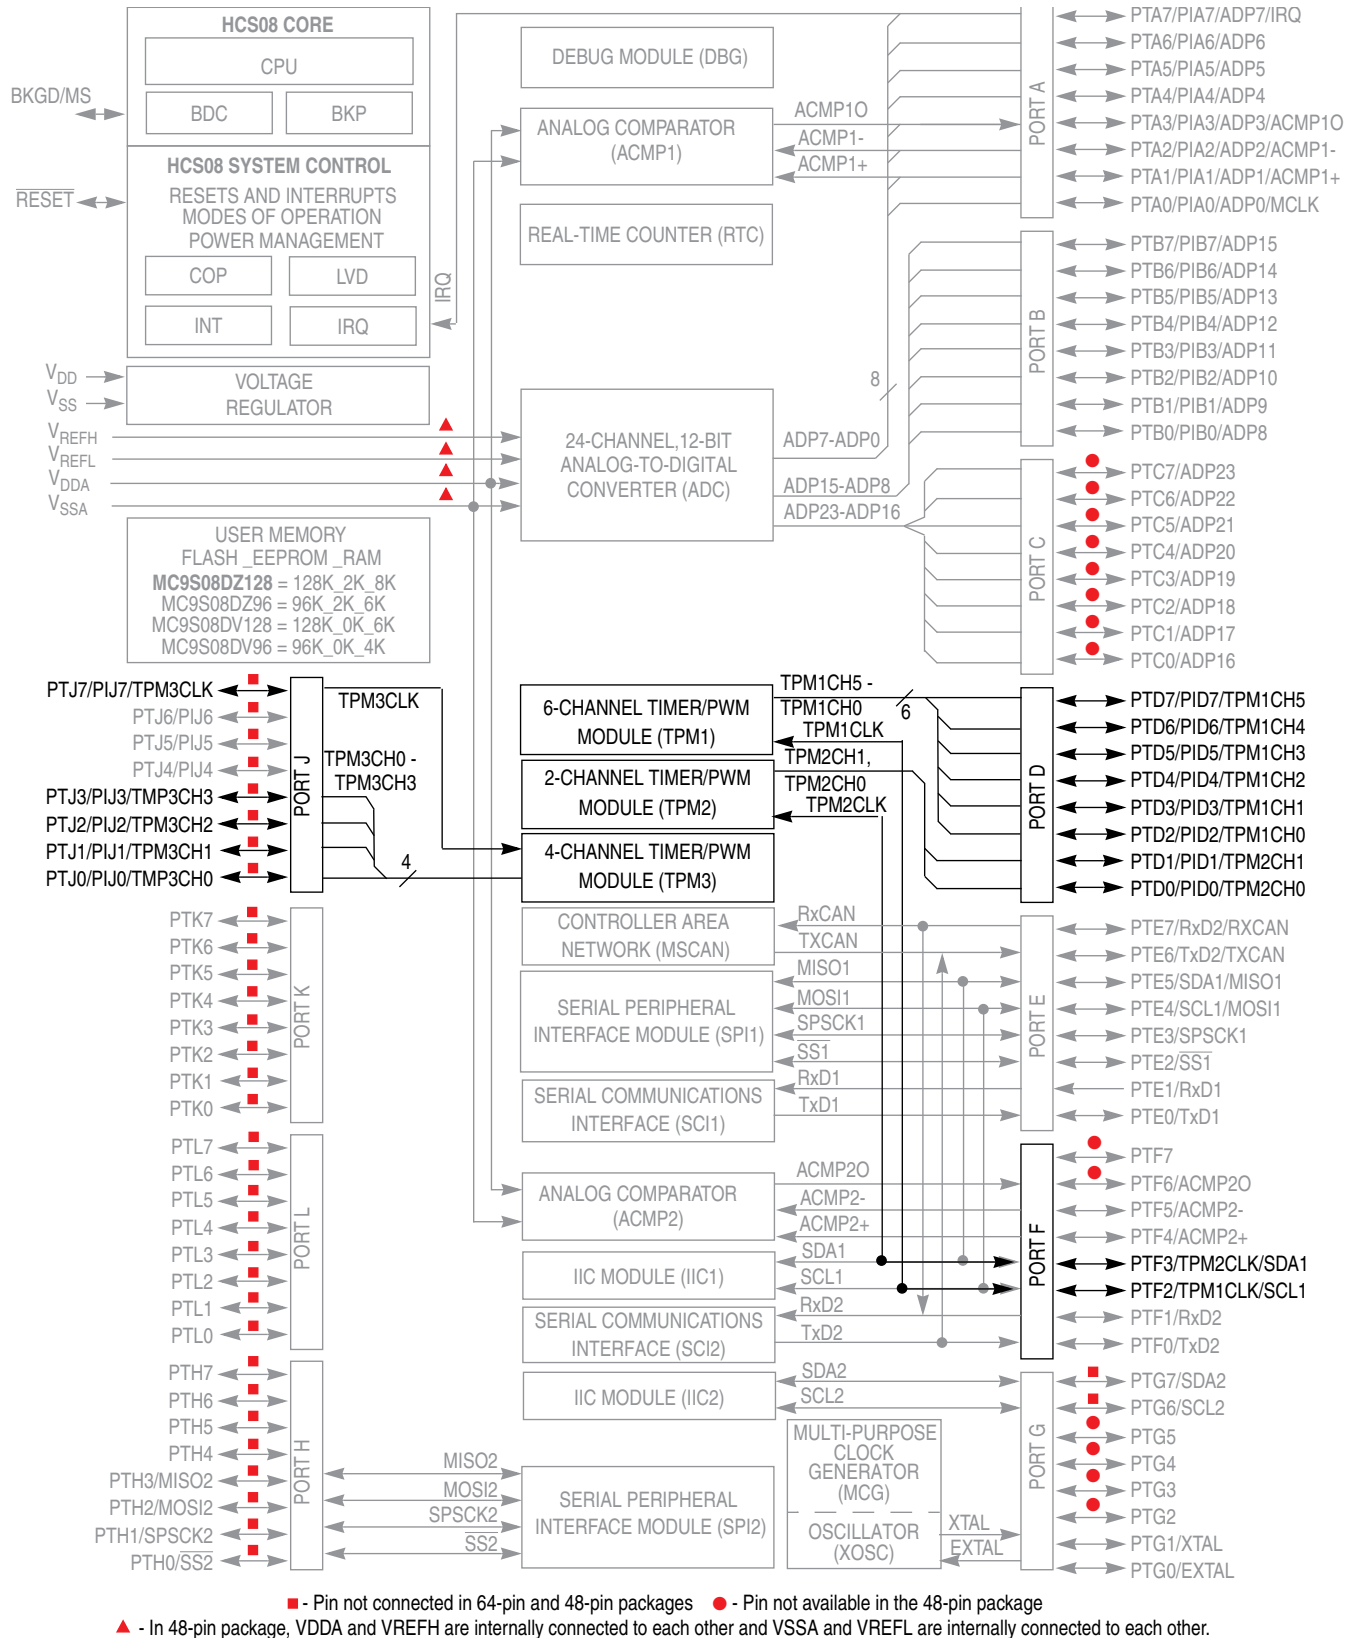 HCS08 CORE
CPU
BDC
BKP
BKGD/MS
HCS08 SYSTEM CONTROL
RESETS AND INTERRUPTS
MODES OF OPERATION
POWER MANAGEMENT
COP
LVD
INT
IRQ
RESET
IRQ
VOLTAGE
REGULATOR
VDD
VSS
VREFH
VREFL
VDDA
VSSA
USER MEMORY
FLASH _EEPROM _RAM
MC9S08DZ128 = 128K_2K_8K
MC9S08DZ96 = 96K_2K_6K
MC9S08DV128 = 128K_0K_6K
MC9S08DV96 = 96K_0K_4K
DEBUG MODULE (DBG)
ANALOG COMPARATOR
(ACMP1)
ACMP1O
ACMP1-
ACMP1+
REAL-TIME COUNTER (RTC)
24-CHANNEL,12-BIT
ANALOG-TO-DIGITAL
CONVERTER (ADC)
8
ADP7-ADP0
ADP15-ADP8
ADP23-ADP16
PORT A
PTA7/PIA7/ADP7/IRQ
PTA6/PIA6/ADP6
PTA5/PIA5/ADP5
PTA4/PIA4/ADP4
PTA3/PIA3/ADP3/ACMP1O
PTA2/PIA2/ADP2/ACMP1-
PTA1/PIA1/ADP1/ACMP1+
PTA0/PIA0/ADP0/MCLK
PORT B
PTB7/PIB7/ADP15
PTB6/PIB6/ADP14
PTB5/PIB5/ADP13
PTB4/PIB4/ADP12
PTB3/PIB3/ADP11
PTB2/PIB2/ADP10
PTB1/PIB1/ADP9
PTB0/PIB0/ADP8
PORT C
PTC7/ADP23
PTC6/ADP22
PTC5/ADP21
PTC4/ADP20
PTC3/ADP19
PTC2/ADP18
PTC1/ADP17
PTC0/ADP16
PTJ7/PIJ7/TPM3CLK
PTJ6/PIJ6
PTJ5/PIJ5
PTJ4/PIJ4
PTJ3/PIJ3/TMP3CH3
PTJ2/PIJ2/TPM3CH2
PTJ1/PIJ1/TPM3CH1
PTJ0/PIJ0/TMP3CH0
PORT J
TPM3CLK
TPM3CH0 -
TPM3CH3
4
6-CHANNEL TIMER/PWM
MODULE (TPM1)
2-CHANNEL TIMER/PWM
MODULE (TPM2)
4-CHANNEL TIMER/PWM
MODULE (TPM3)
TPM1CH5 -
TPM1CH0
6
TPM1CLK
TPM2CH1,
TPM2CH0
TPM2CLK
PORT D
PTD7/PID7/TPM1CH5
PTD6/PID6/TPM1CH4
PTD5/PID5/TPM1CH3
PTD4/PID4/TPM1CH2
PTD3/PID3/TPM1CH1
PTD2/PID2/TPM1CH0
PTD1/PID1/TPM2CH1
PTD0/PID0/TPM2CH0
PTK7
PTK6
PTK5
PTK4
PTK3
PTK2
PTK1
PTK0
PORT K
CONTROLLER AREA
NETWORK (MSCAN)
RxCAN
TXCAN
SERIAL PERIPHERAL
INTERFACE MODULE (SPI1)
MISO1
MOSI1
SPSCK1
SS1
SERIAL COMMUNICATIONS
INTERFACE (SCI1)
RxD1
TxD1
PORT E
PTE7/RxD2/RXCAN
PTE6/TxD2/TXCAN
PTE5/SDA1/MISO1
PTE4/SCL1/MOSI1
PTE3/SPSCK1
PTE2/SS1
PTE1/RxD1
PTE0/TxD1
PTL7
PTL6
PTL5
PTL4
PTL3
PTL2
PTL1
PTL0
PORT L
ANALOG COMPARATOR
(ACMP2)
ACMP2O
ACMP2-
ACMP2+
IIC MODULE (IIC1)
SDA1
SCL1
SERIAL COMMUNICATIONS
INTERFACE (SCI2)
RxD2
TxD2
PORT F
PTF7
PTF6/ACMP2O
PTF5/ACMP2-
PTF4/ACMP2+
PTF3/TPM2CLK/SDA1
PTF2/TPM1CLK/SCL1
PTF1/RxD2
PTF0/TxD2
PTH7
PTH6
PTH5
PTH4
PTH3/MISO2
PTH2/MOSI2
PTH1/SPSCK2
PTH0/SS2
PORT H
MISO2
MOSI2
SPSCK2
SS2
IIC MODULE (IIC2)
SDA2
SCL2
SERIAL PERIPHERAL
INTERFACE MODULE (SPI2)
MULTI-PURPOSE
CLOCK
GENERATOR
(MCG)
OSCILLATOR
(XOSC)
XTAL
EXTAL
PORT G
PTG7/SDA2
PTG6/SCL2
PTG5
PTG4
PTG3
PTG2
PTG1/XTAL
PTG0/EXTAL
- Pin not connected in 64-pin and 48-pin packages - Pin not available in the 48-pin package
- In 48-pin package, VDDA and VREFH are internally connected to each other and VSSA and VREFL are internally connected to each other.